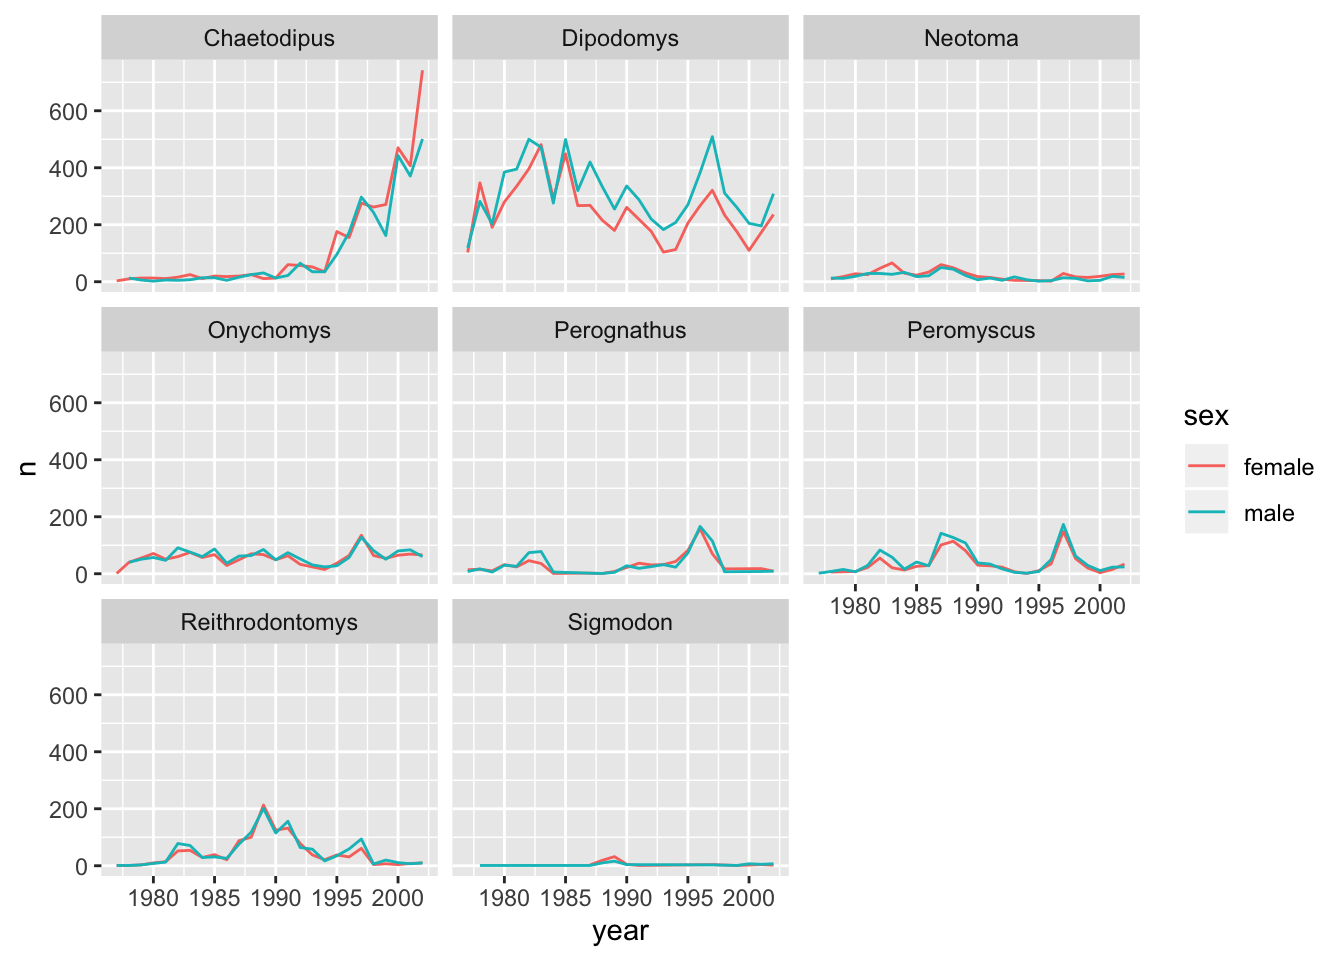 Chaetodipus Dipodomys Neotoma
600
400
200
0
Onychomys Perognathus Peromyscus
600
400
200
0
1980 1985 1990 1995 2000
Reithrodontomys Sigmodon
600
400
200
0
1980 1985 1990 1995 2000 1980 1985 1990 1995 2000
year
n
sex
female
male